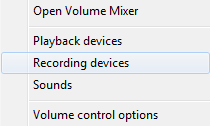 Open Volume Mixer
Playback devices
Recording devices
Sounds
Volume control options